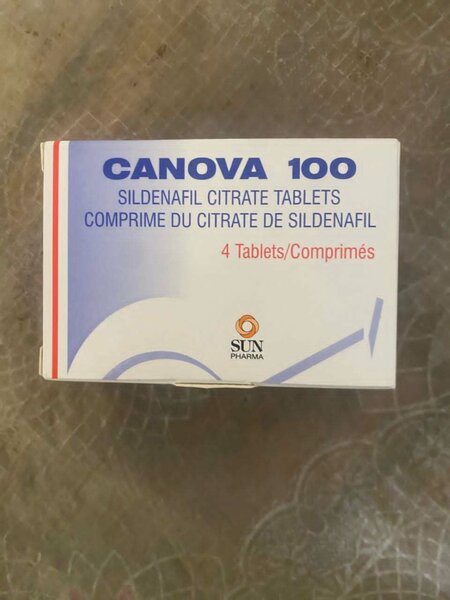 CANOVA 100
SILDENAFIL CITRATE TABLETS
COMPRIME DU CITRATE DE SILDENAFIL
4 Tablets/Comprimés
SUN
PHARMA